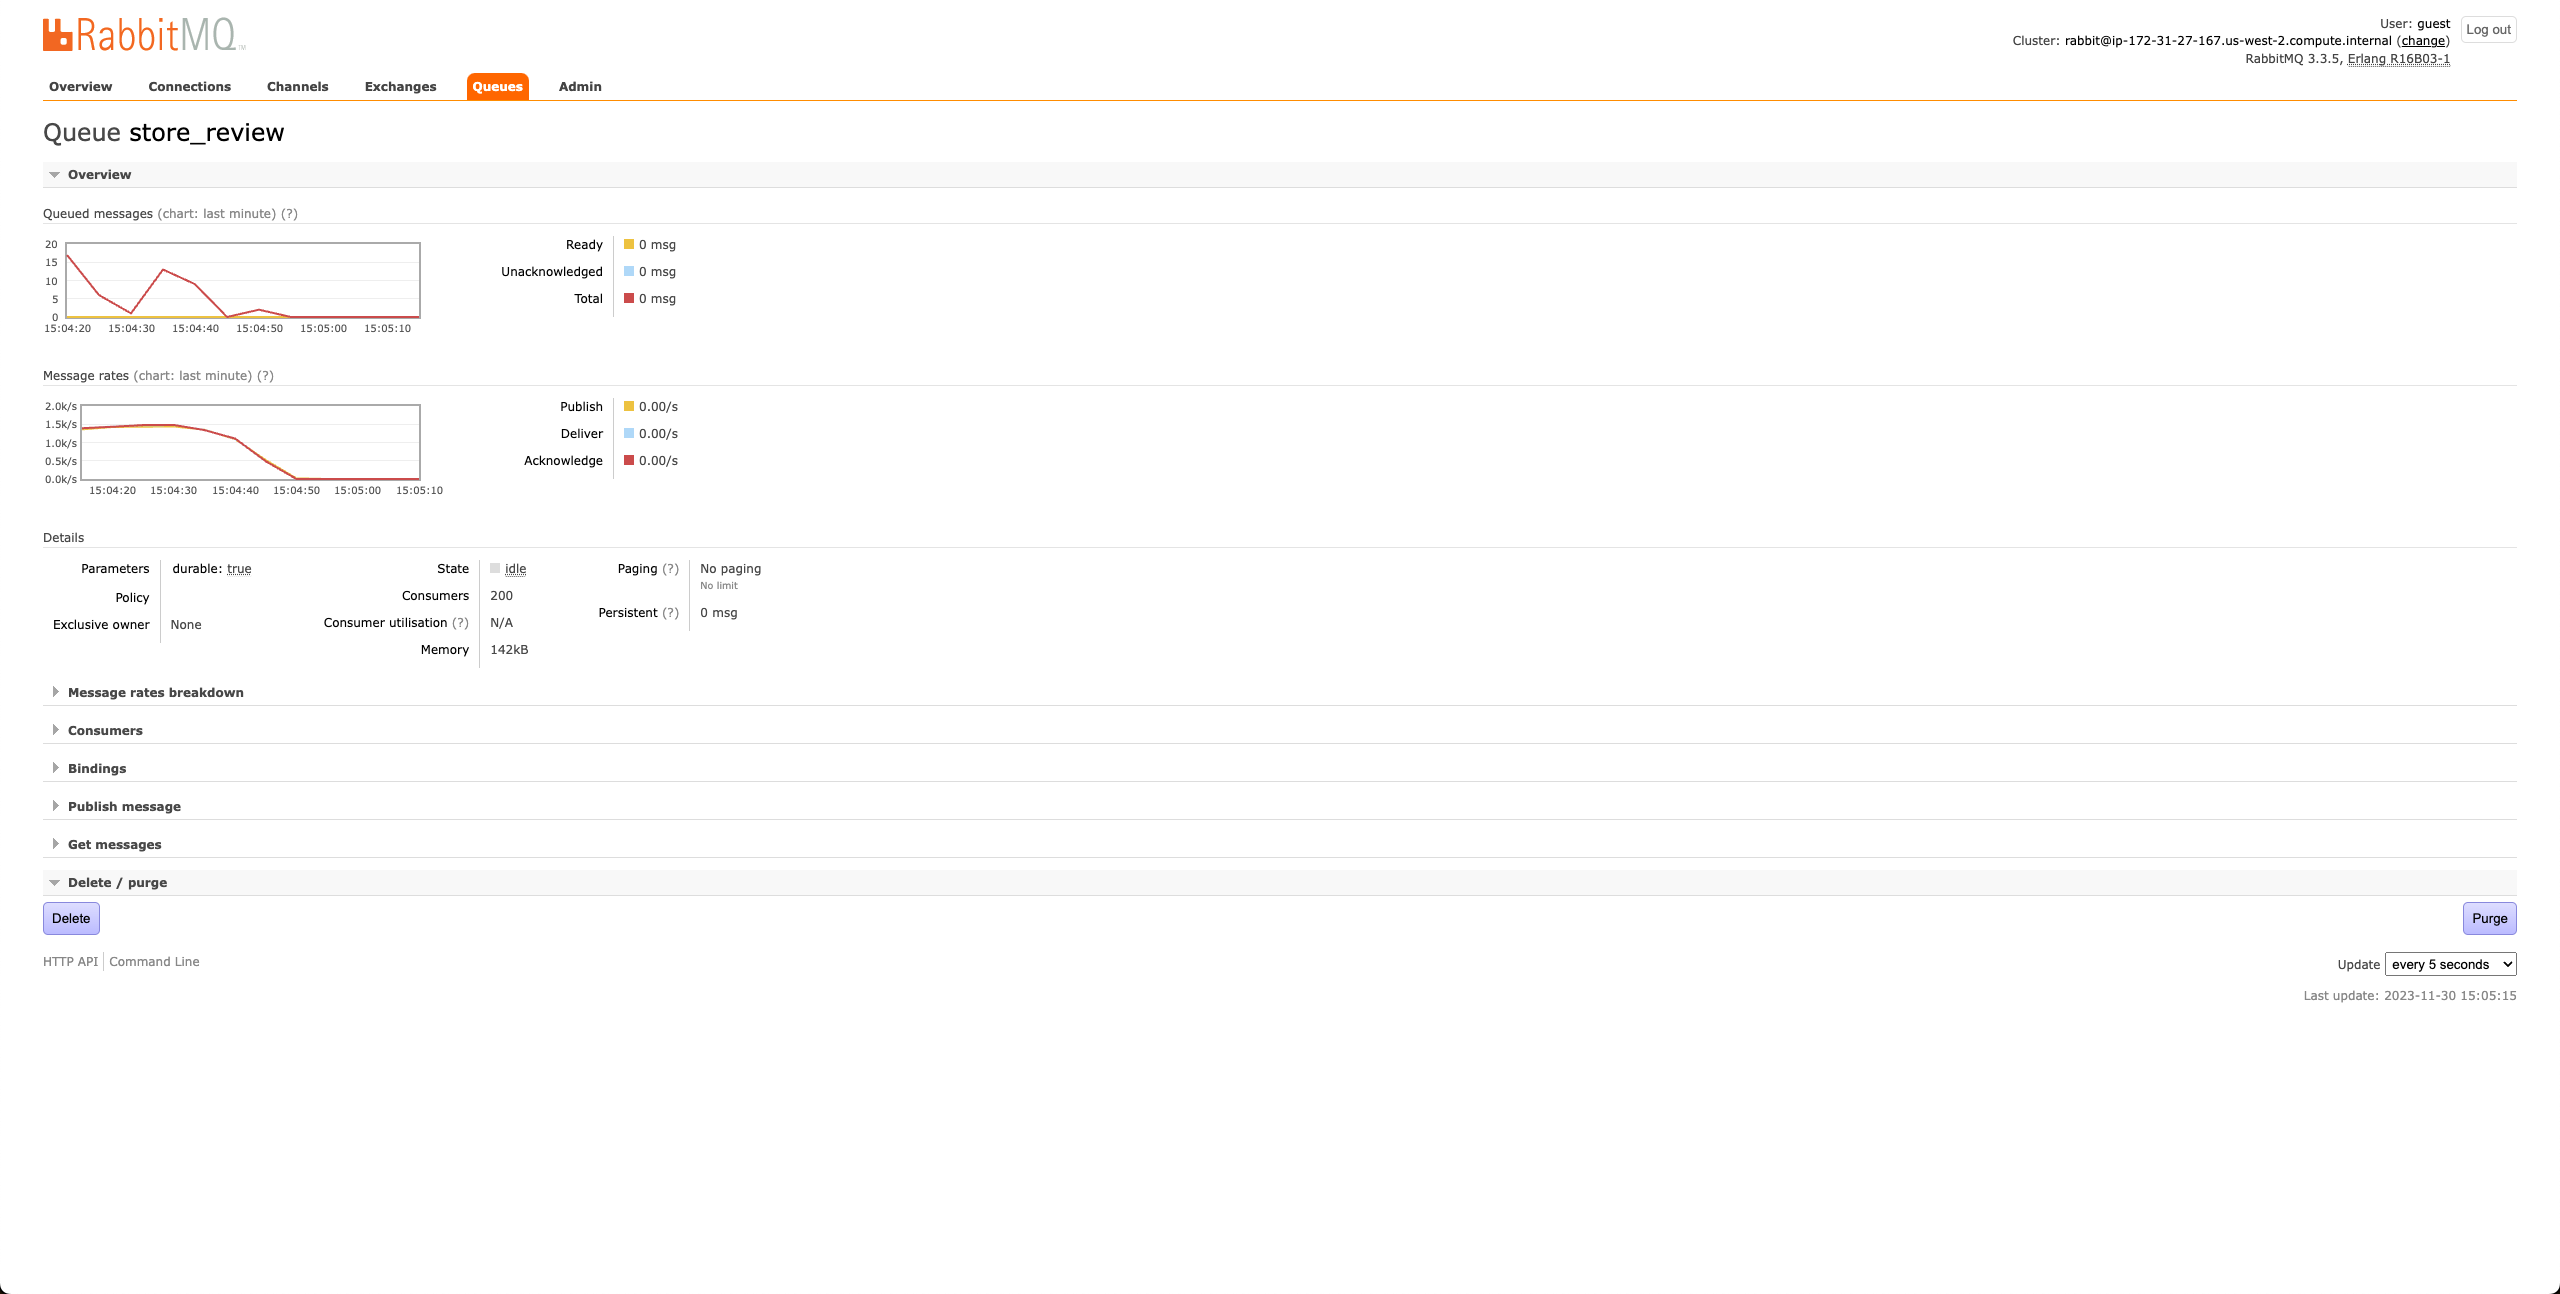 RabbitMQ™
User: guest
Log out
Cluster: rabbit@ip-172-31-27-167.us-west-2.compute.internal (change)
RabbitMQ 3.3.5, Erlang R16B03-1
Overview Connections Channels Exchanges Queues Admin
Queue store_review
Overview
Queued messages (chart: last minute) (?)
20
15
10
5
0
15:04:20 15:04:30 15:04:40 15:04:50 15:05:00 15:05:10
Ready 0 msg
Unacknowledged 0 msg
Total 0 msg
Message rates (chart: last minute) (?)
2.0k/s
1.5k/s
1.0k/s
0.5k/s
0.0k/s
15:04:20 15:04:30 15:04:40 15:04:50 15:05:00 15:05:10
Publish 0.00/s
Deliver 0.00/s
Acknowledge 0.00/s
Details
Parameters durable: true
Policy
Exclusive owner None
State idle
Consumers 200
Consumer utilisation (?) N/A
Memory 142kB
Paging (?) No paging
No limit
Persistent (?) 0 msg
Message rates breakdown
Consumers
Bindings
Publish message
Get messages
Delete / purge
Delete Purge
HTTP API Command Line
Update every 5 seconds
Last update: 2023-11-30 15:05:15